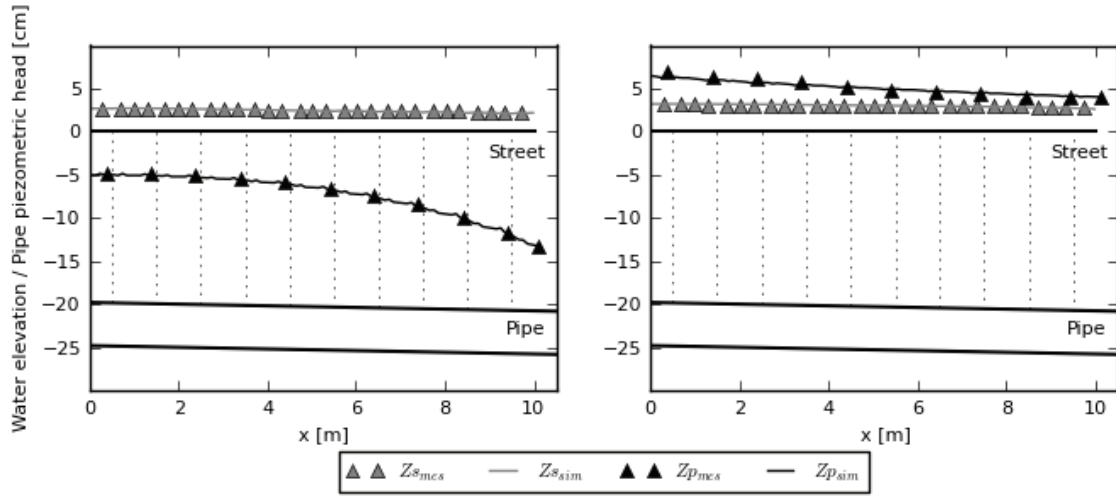 Water elevation / Pipe piezometric head [cm]
5
0
−5
−10
−15
−20
−25
Street
Pipe
0 2 4 6 8 10
x [m]
5
0
−5
−10
−15
−20
−25
Street
Pipe
0 2 4 6 8 10
x [m]
Zs_mes Zs_sim Zp_mes Zp_sim